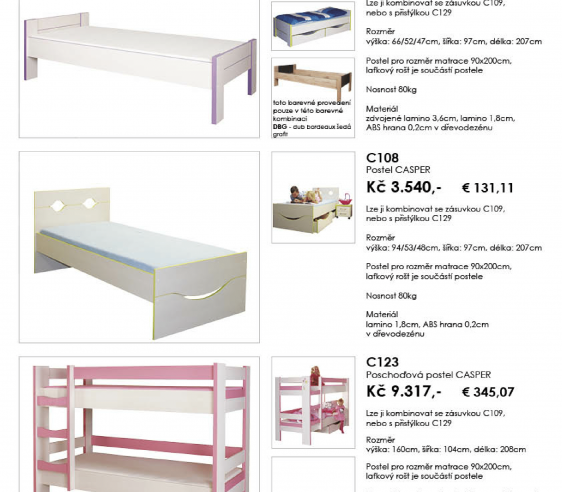 Lze ji kombinovat se zásuvkou C109,
nebo s přistýlkou C129
Rozměr
výška: 66/52/47cm, šířka: 97cm, délka: 207cm
Postel pro rozměr matrace 90x200cm,
laťkový rošt je součástí postele
Nosnost 80kg
Materiál
zdvojené lamino 3,6cm, lamino 1,8cm,
ABS hrana 0,2cm v dřevodezénu
toto barevné provedení
pouze v této barevné
kombinaci
DBG - dub bordeaux šedá
grafit
C108
Postel CASPER
Kč 3.540,- € 131,11
Lze ji kombinovat se zásuvkou C109,
nebo s přistýlkou C129
Rozměr
výška: 94/53/48cm, šířka: 97cm, délka: 207cm
Postel pro rozměr matrace 90x200cm,
laťkový rošt je součástí postele
Nosnost 80kg
Materiál
lamino 1,8cm, ABS hrana 0,2cm
v dřevodezénu
C123
Poschoďová postel CASPER
Kč 9.317,- € 345,07
Lze ji kombinovat se zásuvkou C109,
nebo s přistýlkou C129
Rozměr
výška: 160cm, šířka: 104cm, délka: 208cm
Postel pro rozměr matrace 90x200cm,
laťkový rošt je součástí postele